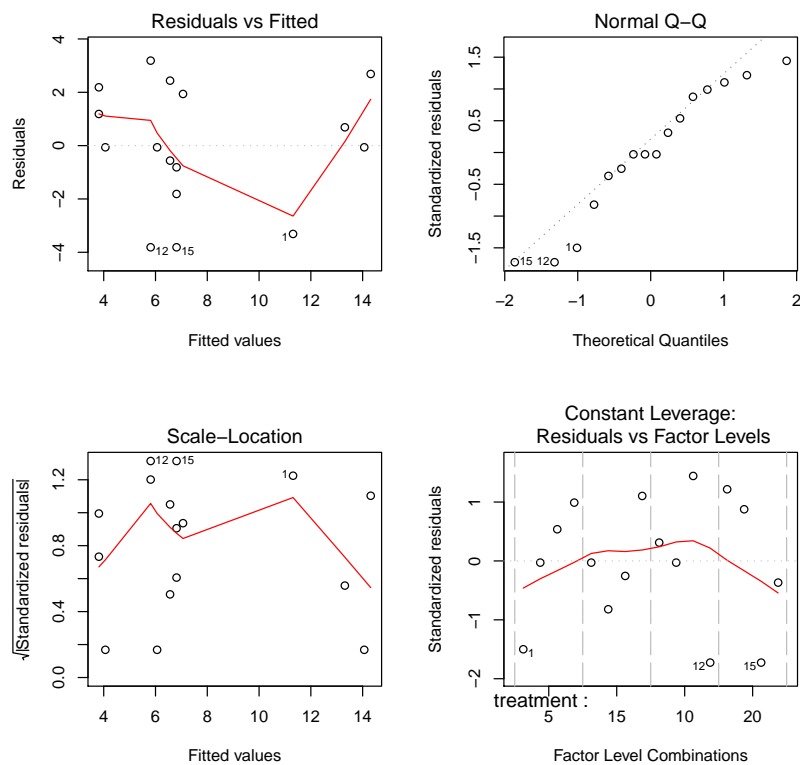 Residuals vs Fitted
4
2
0
−2
−4
Residuals
12
15
1
4 6 8 10 12 14
Fitted values
Normal Q−Q
1.5
0.5
−0.5
−1.5
Standardized residuals
15 12
1
−2 −1 0 1 2
Theoretical Quantiles
Scale−Location
1.2
0.8
0.4
0.0
√|Standardized residuals|
12
15
1
4 6 8 10 12 14
Fitted values
Constant Leverage:
Residuals vs Factor Levels
1
0
−1
−2
Standardized residuals
1
12
15
treatment :
5 15 10 20
Factor Level Combinations